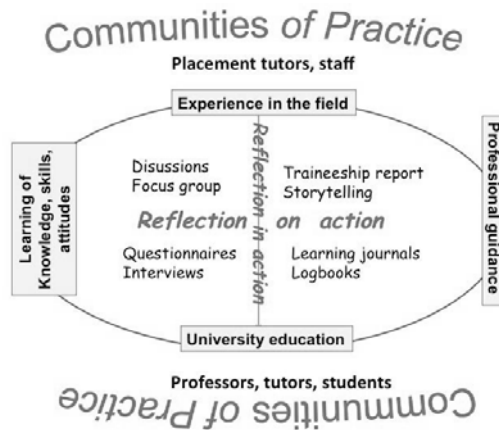 Communities of Practice
Placement tutors, staff
Experience in the field
Learning of
Knowledge, skills,
attitudes
Disussions
Focus group
Traineeship report
Storytelling
Reflection in action
Reflection on action
Questionnaires
Interviews
Learning journals
Logbooks
Professional guidance
University education
Professors, tutors, students
Communities of Practice